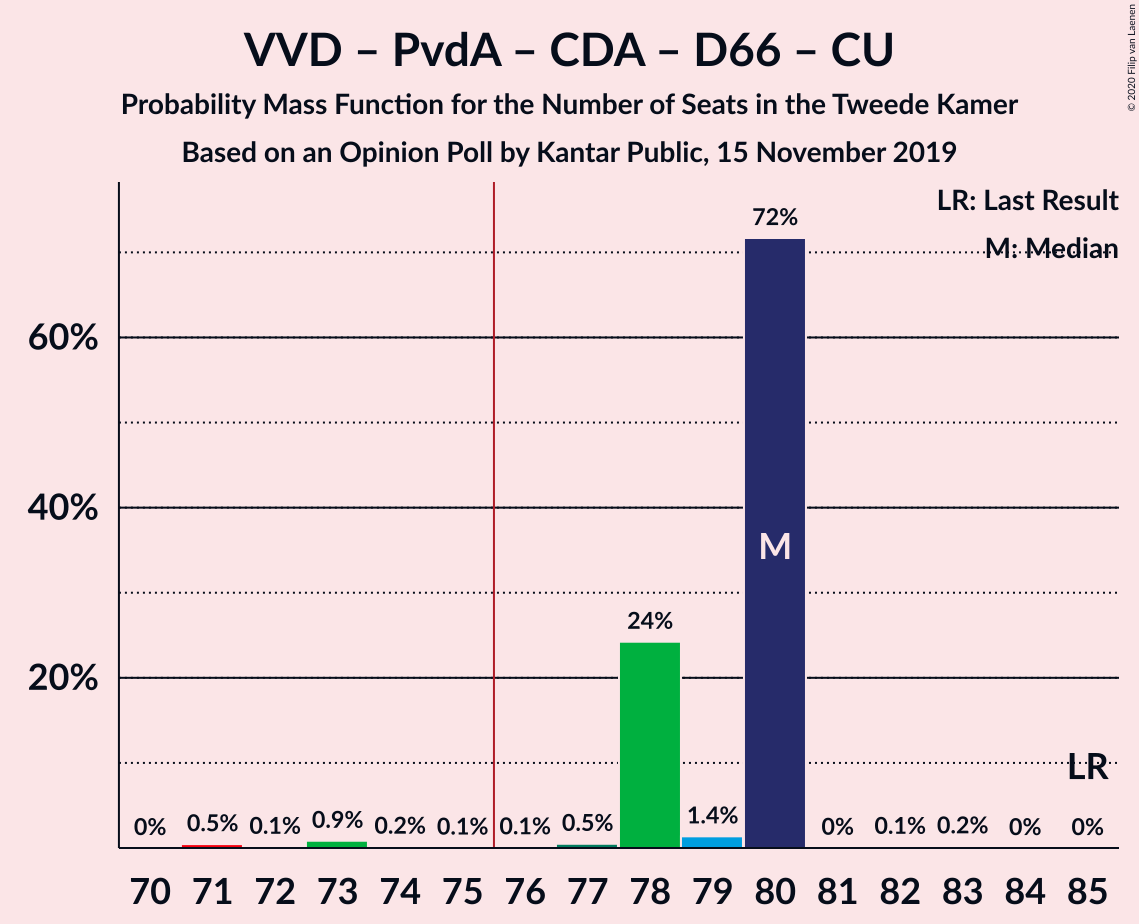 VVD – PvdA – CDA – D66 – CU
Probability Mass Function for the Number of Seats in the Tweede Kamer
Based on an Opinion Poll by Kantar Public, 15 November 2019
© 2020 Filip van Laenen
LR: Last Result
M: Median
72%
60%
40%
M
24%
20%
LR
0% 0.5% 0.1% 0.9% 0.2% 0.1% 0.1% 0.5% 1.4% 0% 0.1% 0.2% 0% 0%
70 71 72 73 74 75 76 77 78 79 80 81 82 83 84 85